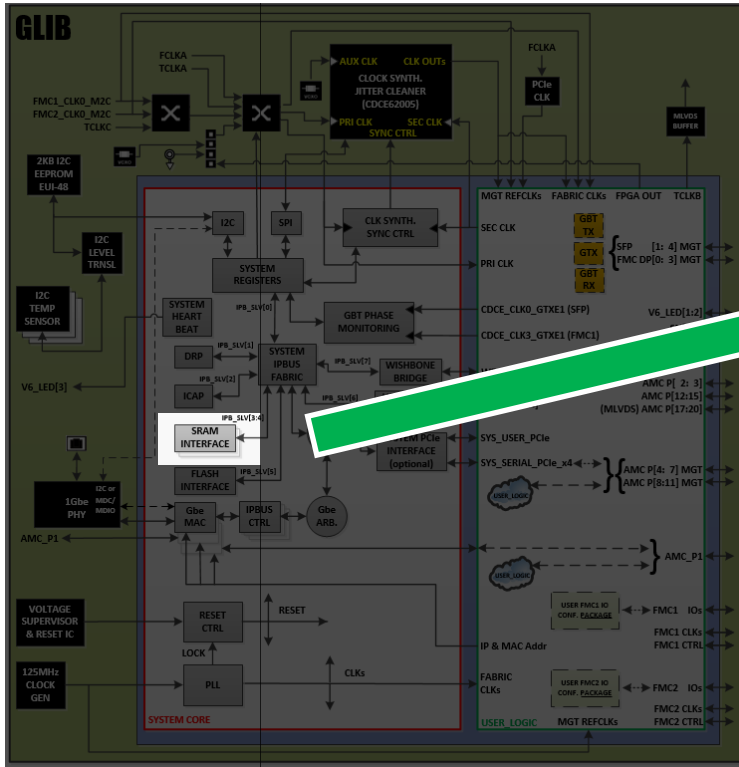 GLIB
FCLKA
TCLKA
FMC1_CLK0_M2C
FMC2_CLK0_M2C
TCLKC
AUX CLK
CLK OUTs
CLOCK SYNTH.
JITTER CLEANER
(CDCE62005)
PRI CLK
SEC CLK
SYNC CTRL
FCLKA
PCIe
CLK
MLVDS
BUFFER
2KB I2C
EEPROM
EUI-48
I2C
LEVEL
TRNSL
I2C
TEMP
SENSOR
V6_LED[3]
I2C
SPI
CLK SYNTH.
SYNC CTRL
SYSTEM
REGISTERS
SYSTEM
HEART
BEAT
IPB_SLV[0]
GBT PHASE
MONITORING
IPB_SLV[1]
DRP
SYSTEM
IPBUS
FABRIC
IPB_SLV[7]
WISHBONE
BRIDGE
IPB_SLV[2]
ICAP
IPB_SLV[3:4]
SRAM
INTERFACE
INTERFACE
(optional)
FLASH
INTERFACE
IPB_SLV[5]
1Gbe
PHY
I2C or
MDC/
MDIO
AMC_P1
Gbe
MAC
IPBUS
CTRL
Gbe
ARB.
VOLTAGE
SUPERVISOR
& RESET IC
RESET
CTRL
RESET
LOCK
125MHz
CLOCK
GEN
PLL
CLKs
SYSTEM CORE
MGT REFCLKs
FABRIC CLKs
FPGA OUT
TCLKB
SEC CLK
PRI CLK
GBT
TX
GTX
GBT
RX
SFP [1: 4] MGT
FMC DP[0: 3] MGT
CDCE_CLK0_GTXE1 (SFP)
V6_LED[1:2]
CDCE_CLK3_GTXE1 (FMC1)
AMC P[ 2: 3]
AMC P[12:15]
(MLVDS) AMC P[17:20]
SYS_USER_PCIe
SYS_SERIAL_PCIe_x4
AMC P[4: 7] MGT
AMC P[8:11] MGT
USER_LOGIC
AMC_P1
USER_LOGIC
USER FMC1 IO
CONF. PACKAGE
FMC1 IOs
FMC1 CLKs
FMC1 CTRL
IP & MAC Addr
FABRIC
CLKs
USER FMC2 IO
CONF. PACKAGE
FMC2 IOs
FMC2 CLKs
FMC2 CTRL
USER_LOGIC
MGT REFCLKs